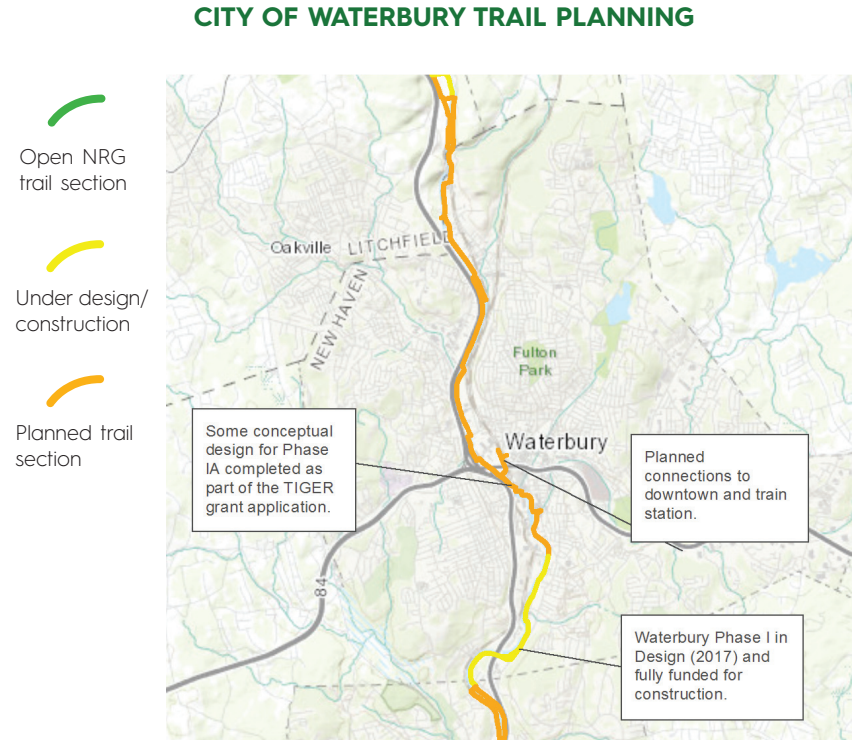 CITY OF WATERBURY TRAIL PLANNING
Open NRG
trail section
Under design/
construction
Planned trail
section
Oakville
LITCHFIELD
NEW HAVEN
Fulton
Park
Waterbury
Some conceptual
design for Phase
IA completed as
part of the TIGER
grant application.
Planned
connections to
downtown and train
station.
84
Waterbury Phase I in
Design (2017) and
fully funded for
construction.